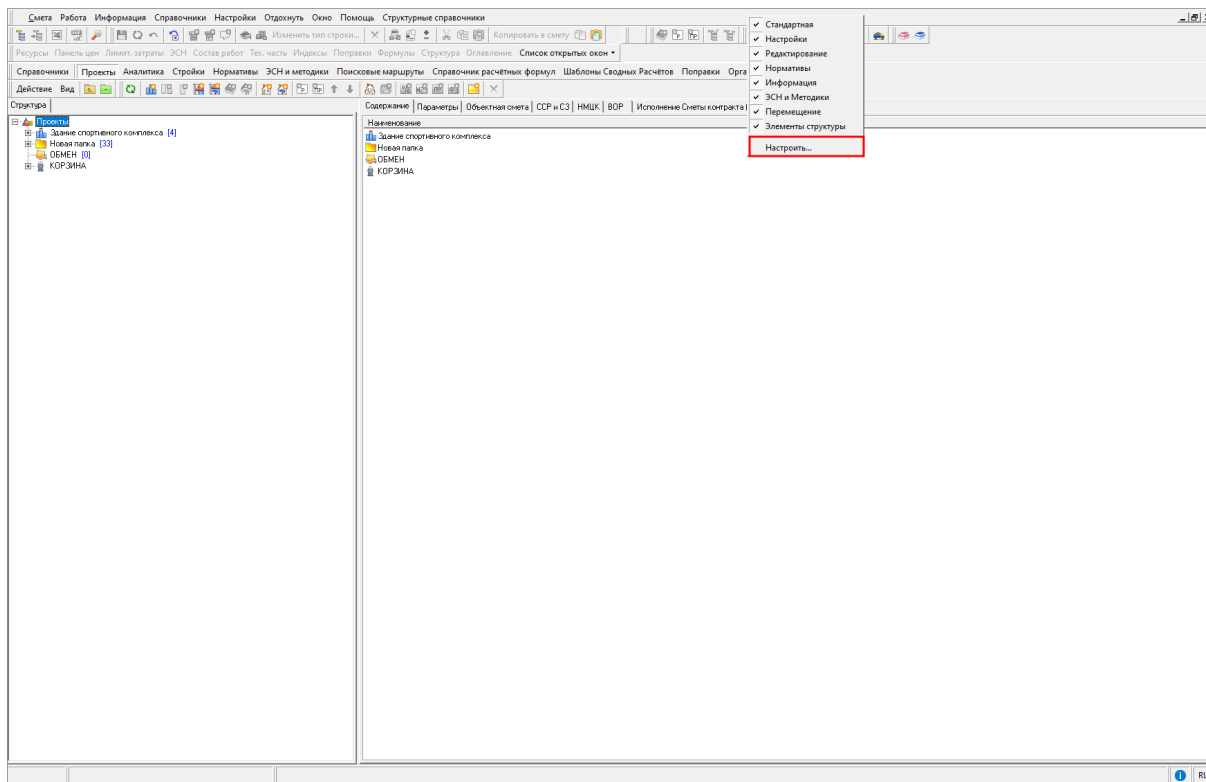 Смета Работа Информация Справочники Настройки Отдохнуть Окно Помощь Структурные справочники
Изменить тип строки... Копировать в смету
Ресурсы Панель цен Лимит. затраты ЭСН Состав работ Тех. часть Индексы Поправки Формулы Структура Оглавление Список открытых окон
Справочники Проекты Аналитика Стройки Нормативы ЭСН и методики Поисковые маршруты Справочник расчётных формул Шаблоны Сводных Расчётов Поправки Орга
Действие Вид
Структура
Проекты
Здание спортивного комплекса [4]
Новая папка [33]
ОБМЕН [0]
КОРЗИНА
Содержание Параметры Объектная смета ССР и СЗ НМЦК ВОР Исполнение Сметы контракта
Наименование
Здание спортивного комплекса
Новая папка
ОБМЕН
КОРЗИНА
Стандартная
Настройки
Редактирование
Нормативы
Информация
ЭСН и Методики
Перемещение
Элементы структуры
Настроить...